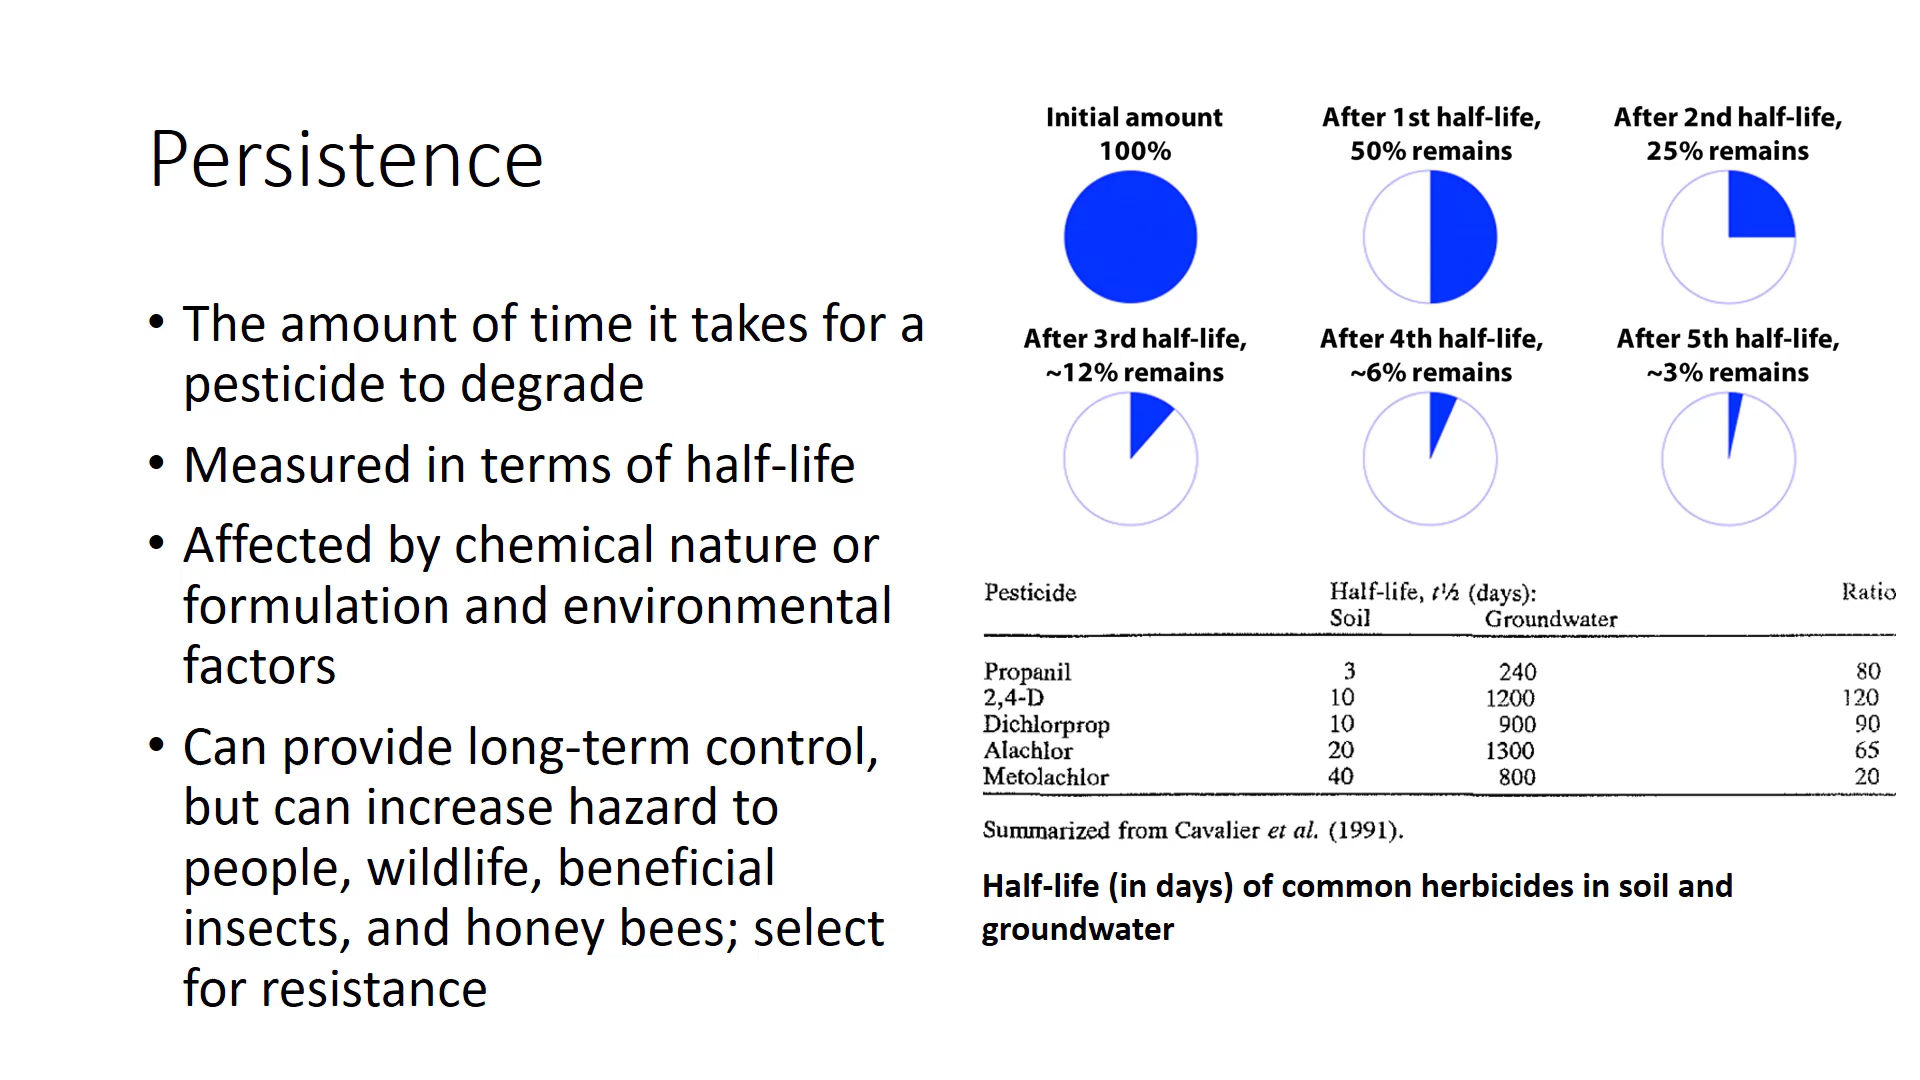 Persistence
• The amount of time it takes for a
pesticide to degrade
• Measured in terms of half-life
• Affected by chemical nature or
formulation and environmental
factors
• Can provide long-term control,
but can increase hazard to
people, wildlife, beneficial
insects, and honey bees; select
for resistance
Initial amount
100%
After 1st half-life,
50% remains
After 2nd half-life,
25% remains
After 3rd half-life,
~12% remains
After 4th half-life,
~6% remains
After 5th half-life,
~3% remains
Pesticide Half-life, t½ (days): Ratio
Soil Groundwater
Propanil 3 240 80
2,4-D 10 1200 120
Dichlorprop 10 900 90
Alachlor 20 1300 65
Metolachlor 40 800 20
Summarized from Cavalier et al. (1991).
Half-life (in days) of common herbicides in soil and
groundwater